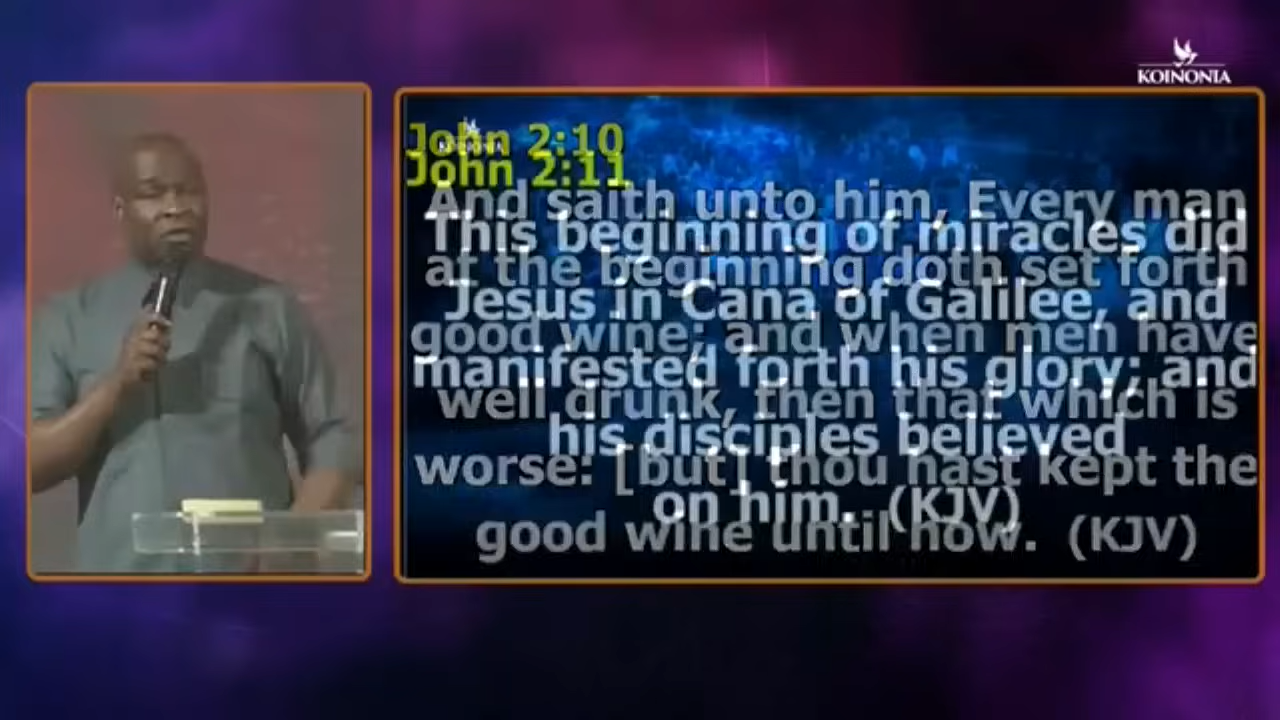 KOINONIA
John 2:10
And saith unto him, Every man
at the beginning doth set forth
good wine; and when men have
well drunk, then that which is
worse: [but] thou hast kept the
good wine until now. (KJV)
John 2:11
This beginning of miracles did
Jesus in Cana of Galilee, and
manifested forth his glory; and
his disciples believed
on him. (KJV)